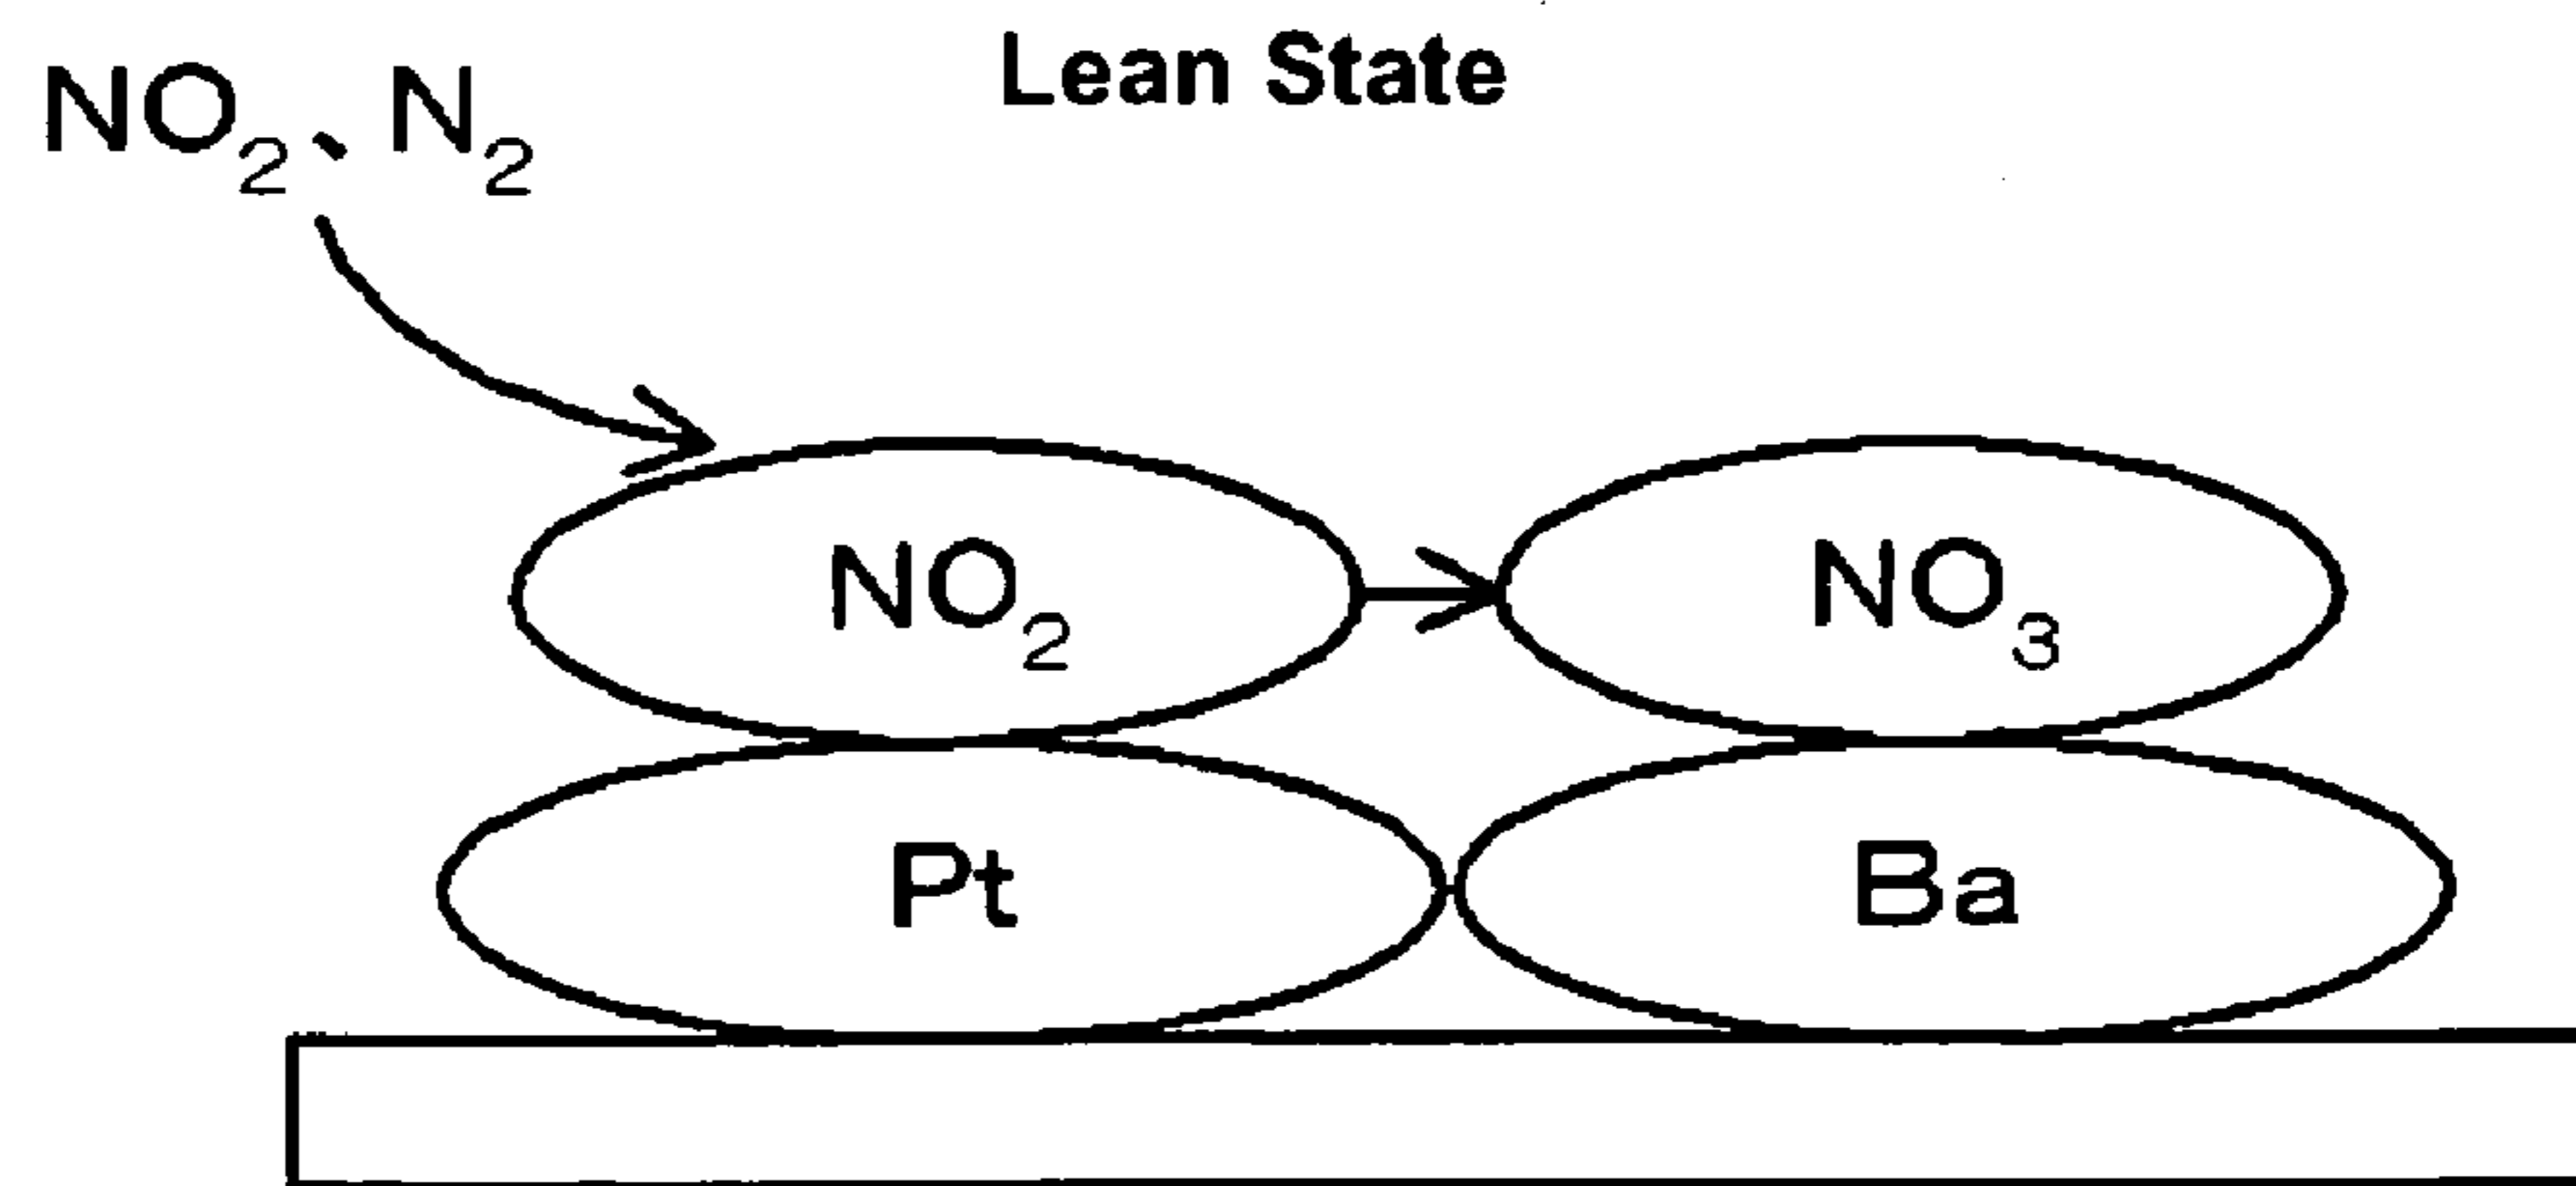 Lean State
NO₂、N₂
NO₂
NO₃
Pt
Ba